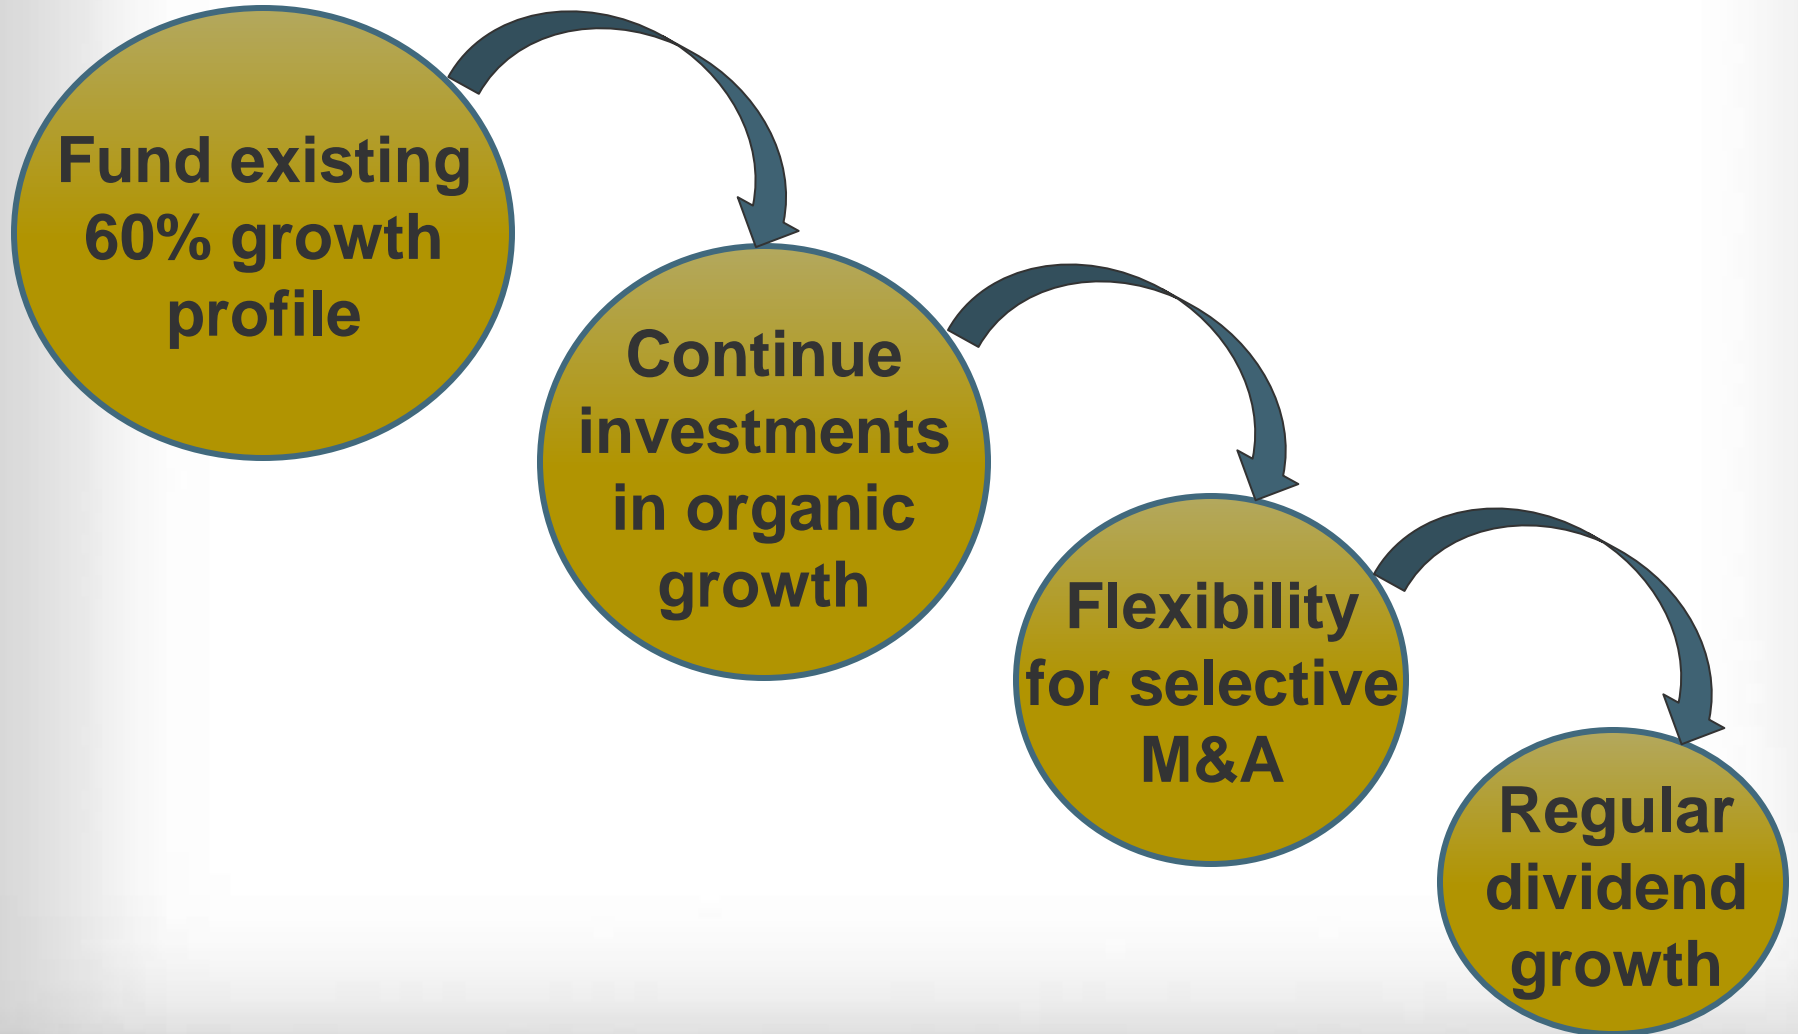 Fund existing
60% growth
profile
Continue
investments
in organic
growth
Flexibility
for selective
M&A
Regular
dividend
growth